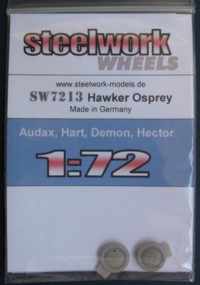 steelwork
WHEELS
www.steelwork-models.de
SW7213 Hawker Osprey
Made in Germany
Audax, Hart, Demon, Hector
1:72